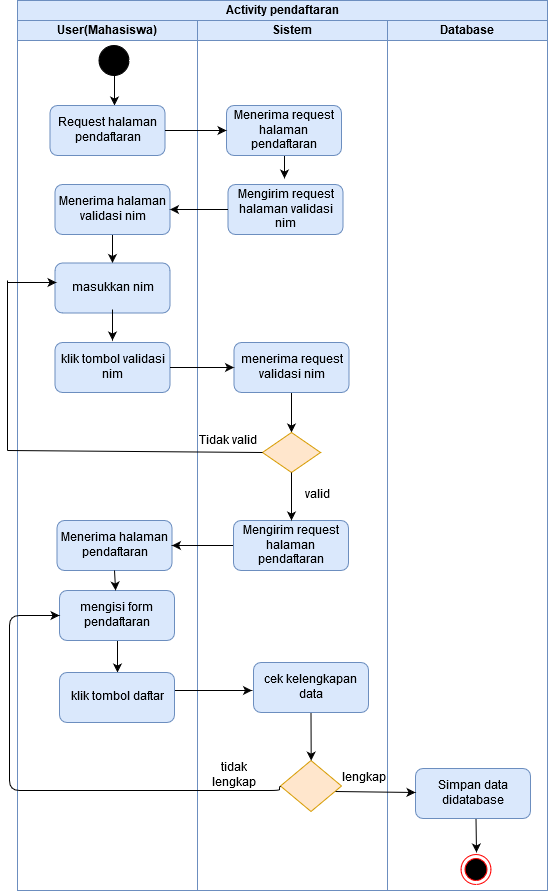 Activity pendaftaran
User(Mahasiswa)
Sistem
Database
Request halaman
pendaftaran
Menerima request
halaman
pendaftaran
Menerima halaman
validasi nim
Mengirim request
halaman validasi
nim
masukkan nim
klik tombol validasi
nim
menerima request
validasi nim
Tidak valid
valid
Menerima halaman
pendaftaran
Mengirim request
halaman
pendaftaran
mengisi form
pendaftaran
klik tombol daftar
cek kelengkapan
data
tidak
lengkap
lengkap
Simpan data
didatabase